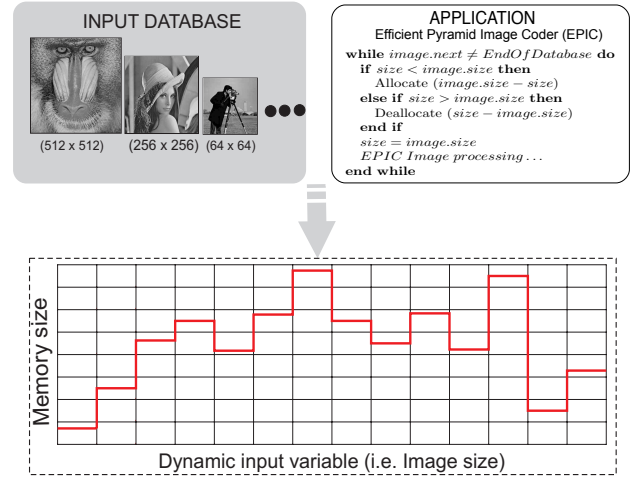 INPUT DATABASE
(512 x 512)
(256 x 256)
(64 x 64)
APPLICATION
Efficient Pyramid Image Coder (EPIC)
while image.next ≠ EndOfDatabase do
if size < image.size then
Allocate (image.size − size)
else if size > image.size then
Deallocate (size − image.size)
end if
size = image.size
EPIC Image processing . . .
end while
Memory size
Dynamic input variable (i.e. Image size)